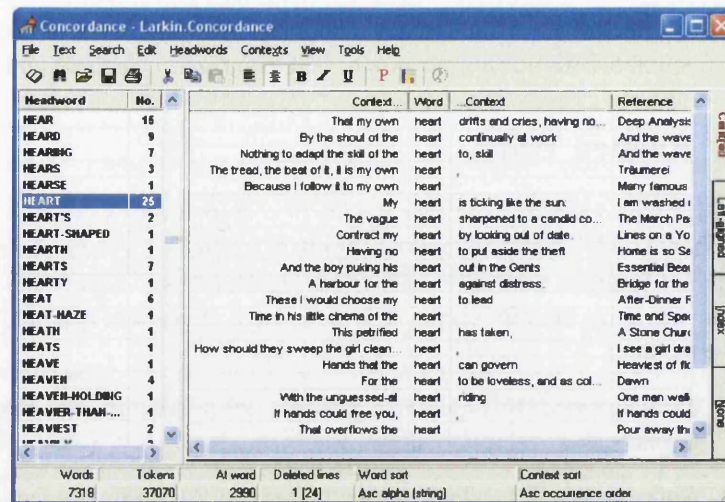 Concordance - Larkin.Concordance
File Text Search Edit Headwords Contexts View Tools Help
B I U P
Headword No. Context... Word ...Context Reference
HEAR 16 That my own heart drifts and cries, having no... Deep Analysis
HEARD 9 By the shout of the heart continually at work And the wave
HEARING 7 Nothing to adapt the skill of the heart to, skill And the wave
HEARS 3 The tread, the beat of it, it is my own heart , Träumerei
HEARSE 1 Because I follow it to my own heart Many famous
HEART 25 My heart is ticking like the sun: I am washed
HEART'S 2 The vague heart sharpened to a candid co... The March Pa
HEART-SHAPED 1 Contract my heart by looking out of date. Lines on a Yo
HEARTH 1 Having no heart to put aside the theft Home is so Sa
HEARTS 7 And the boy puking his heart out in the Gents Essential Beau
HEARTY 1 A harbour for the heart against distress. Bridge for the
HEAT 6 These I would choose my heart to lead After-Dinner R
HEAT-HAZE 1 Time in his little cinema of the heart Time and Spac
HEATH 1 This petrified heart has taken, A Stone Churc
HEATS 1 How should they sweep the girl clean... heart I see a girl dra
HEAVE 1 Hands that the heart can govern Heaviest of flo
HEAVEN 4 For the heart to be loveless, and as col... Dawn
HEAVEN-HOLDING 1 With the unguessed-at heart riding One man walk
HEAVIER-THAN-... 1 If hands could free you, heart If hands could
HEAVIEST 2 That overflows the heart Pour away tha
Index
None
Words Tokens At word Deleted lines Word sort Context sort
7318 37070 2990 1 [24] Asc alpha (string) Asc occurrence order